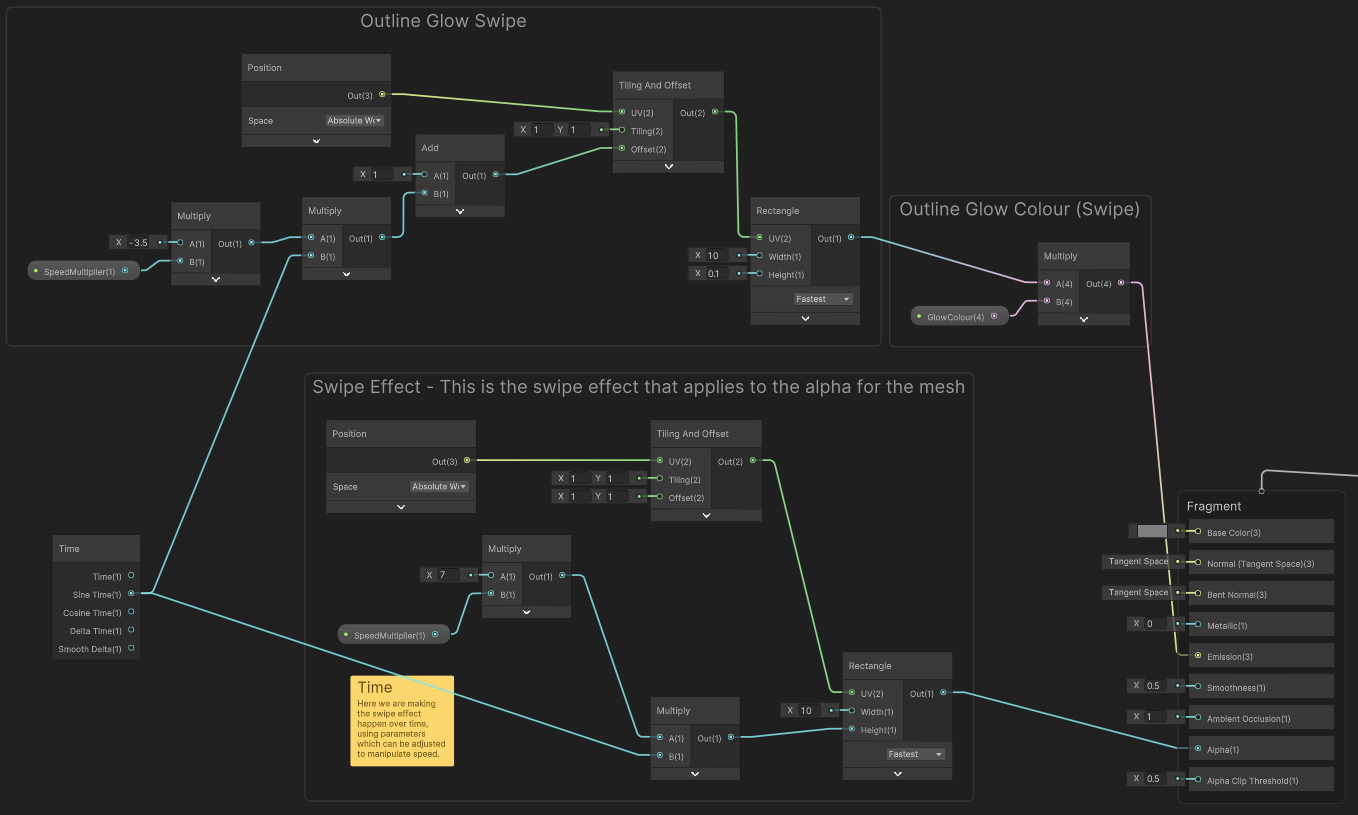 Outline Glow Swipe
Position
Out(3)
Space
Absolute W
Tiling And Offset
UV(2)
Out(2)
X 1 Y 1
Tiling(2)
Offset(2)
Add
X 1
A(1)
Out(1)
B(1)
Multiply
X -3.5
A(1)
Out(1)
SpeedMultiplier(1)
B(1)
Multiply
A(1)
Out(1)
B(1)
Rectangle
UV(2)
Out(1)
X 10
Width(1)
X 0.1
Height(1)
Fastest
Outline Glow Colour (Swipe)
Multiply
A(4)
Out(4)
GlowColour(4)
B(4)
Swipe Effect - This is the swipe effect that applies to the alpha for the mesh
Position
Out(3)
Space
Absolute W
Tiling And Offset
UV(2)
Out(2)
X 1 Y 1
Tiling(2)
X 1 Y 1
Offset(2)
Multiply
X 7
A(1)
Out(1)
SpeedMultiplier(1)
B(1)
Time
Time(1)
Sine Time(1)
Cosine Time(1)
Delta Time(1)
Smooth Delta(1)
Time
Here we are making
the swipe effect
happen over time,
using parameters
which can be adjusted
to manipulate speed.
Multiply
A(1)
Out(1)
B(1)
Rectangle
UV(2)
Out(1)
X 10
Width(1)
Height(1)
Fastest
Fragment
Base Color(3)
Tangent Space
Normal (Tangent Space)(3)
Tangent Space
Bent Normal(3)
X 0
Metallic(1)
Emission(3)
X 0.5
Smoothness(1)
X 1
Ambient Occlusion(1)
Alpha(1)
X 0.5
Alpha Clip Threshold(1)